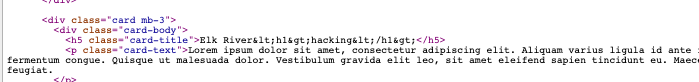 </div>
<div class="card mb-3">
<div class="card-body">
<h5 class="card-title">Elk River&lt;h1&gt;hacking&lt;/h1&gt;</h5>
<p class="card-text">Lorem ipsum dolor sit amet, consectetur adipiscing elit. Aliquam varius ligula id ante
fermentum congue. Quisque ut malesuada dolor. Vestibulum gravida elit leo, sit amet eleifend sapien tincidunt eu. Maec
feugiat.
</p>